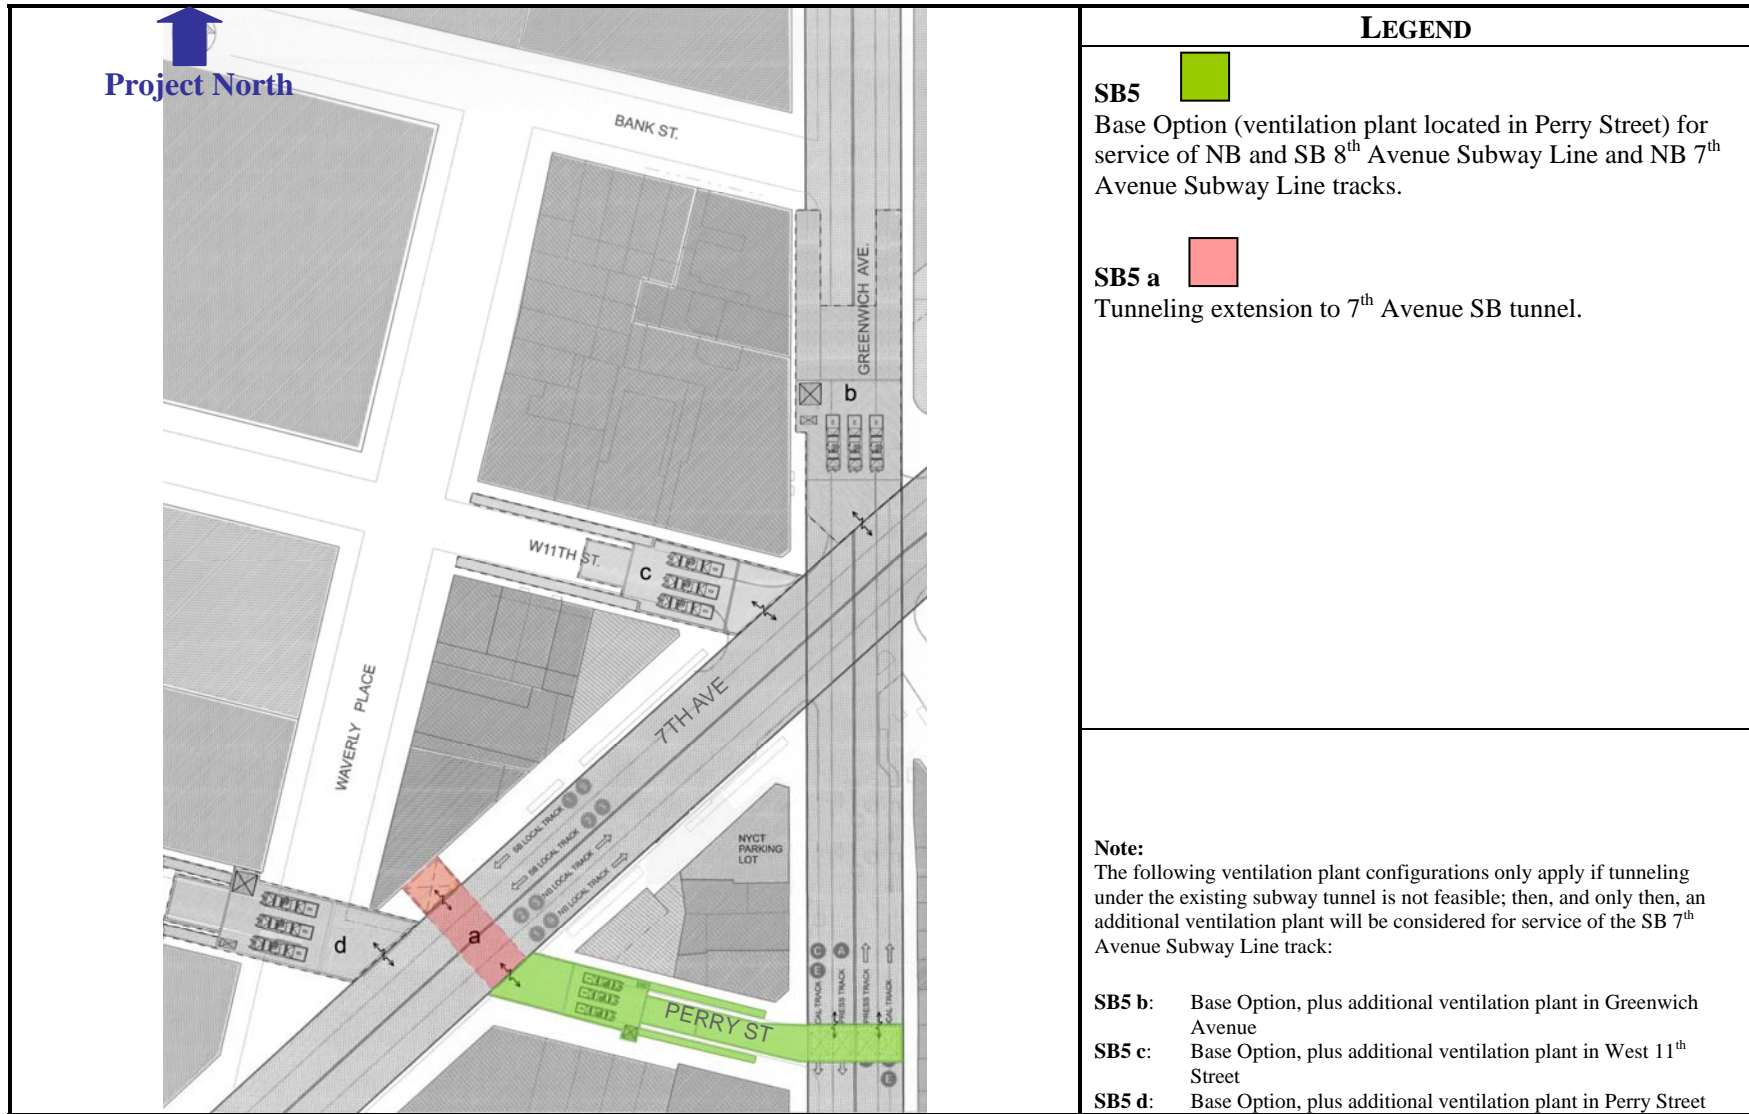 Project North
BANK ST.
GREENWICH AVE.
b
W11TH ST.
c
WAVERLY PLACE
7TH AVE
SB LOCAL TRACK
SB LOCAL TRACK
NB LOCAL TRACK
NB LOCAL TRACK
NYCT
PARKING
LOT
a
d
PERRY ST
C
E
A
E
LEGEND
SB5
Base Option (ventilation plant located in Perry Street) for
service of NB and SB 8th Avenue Subway Line and NB 7th
Avenue Subway Line tracks.
SB5 a
Tunneling extension to 7th Avenue SB tunnel.
Note:
The following ventilation plant configurations only apply if tunneling
under the existing subway tunnel is not feasible; then, and only then, an
additional ventilation plant will be considered for service of the SB 7th
Avenue Subway Line track:
SB5 b: Base Option, plus additional ventilation plant in Greenwich
Avenue
SB5 c: Base Option, plus additional ventilation plant in West 11th
Street
SB5 d: Base Option, plus additional ventilation plant in Perry Street